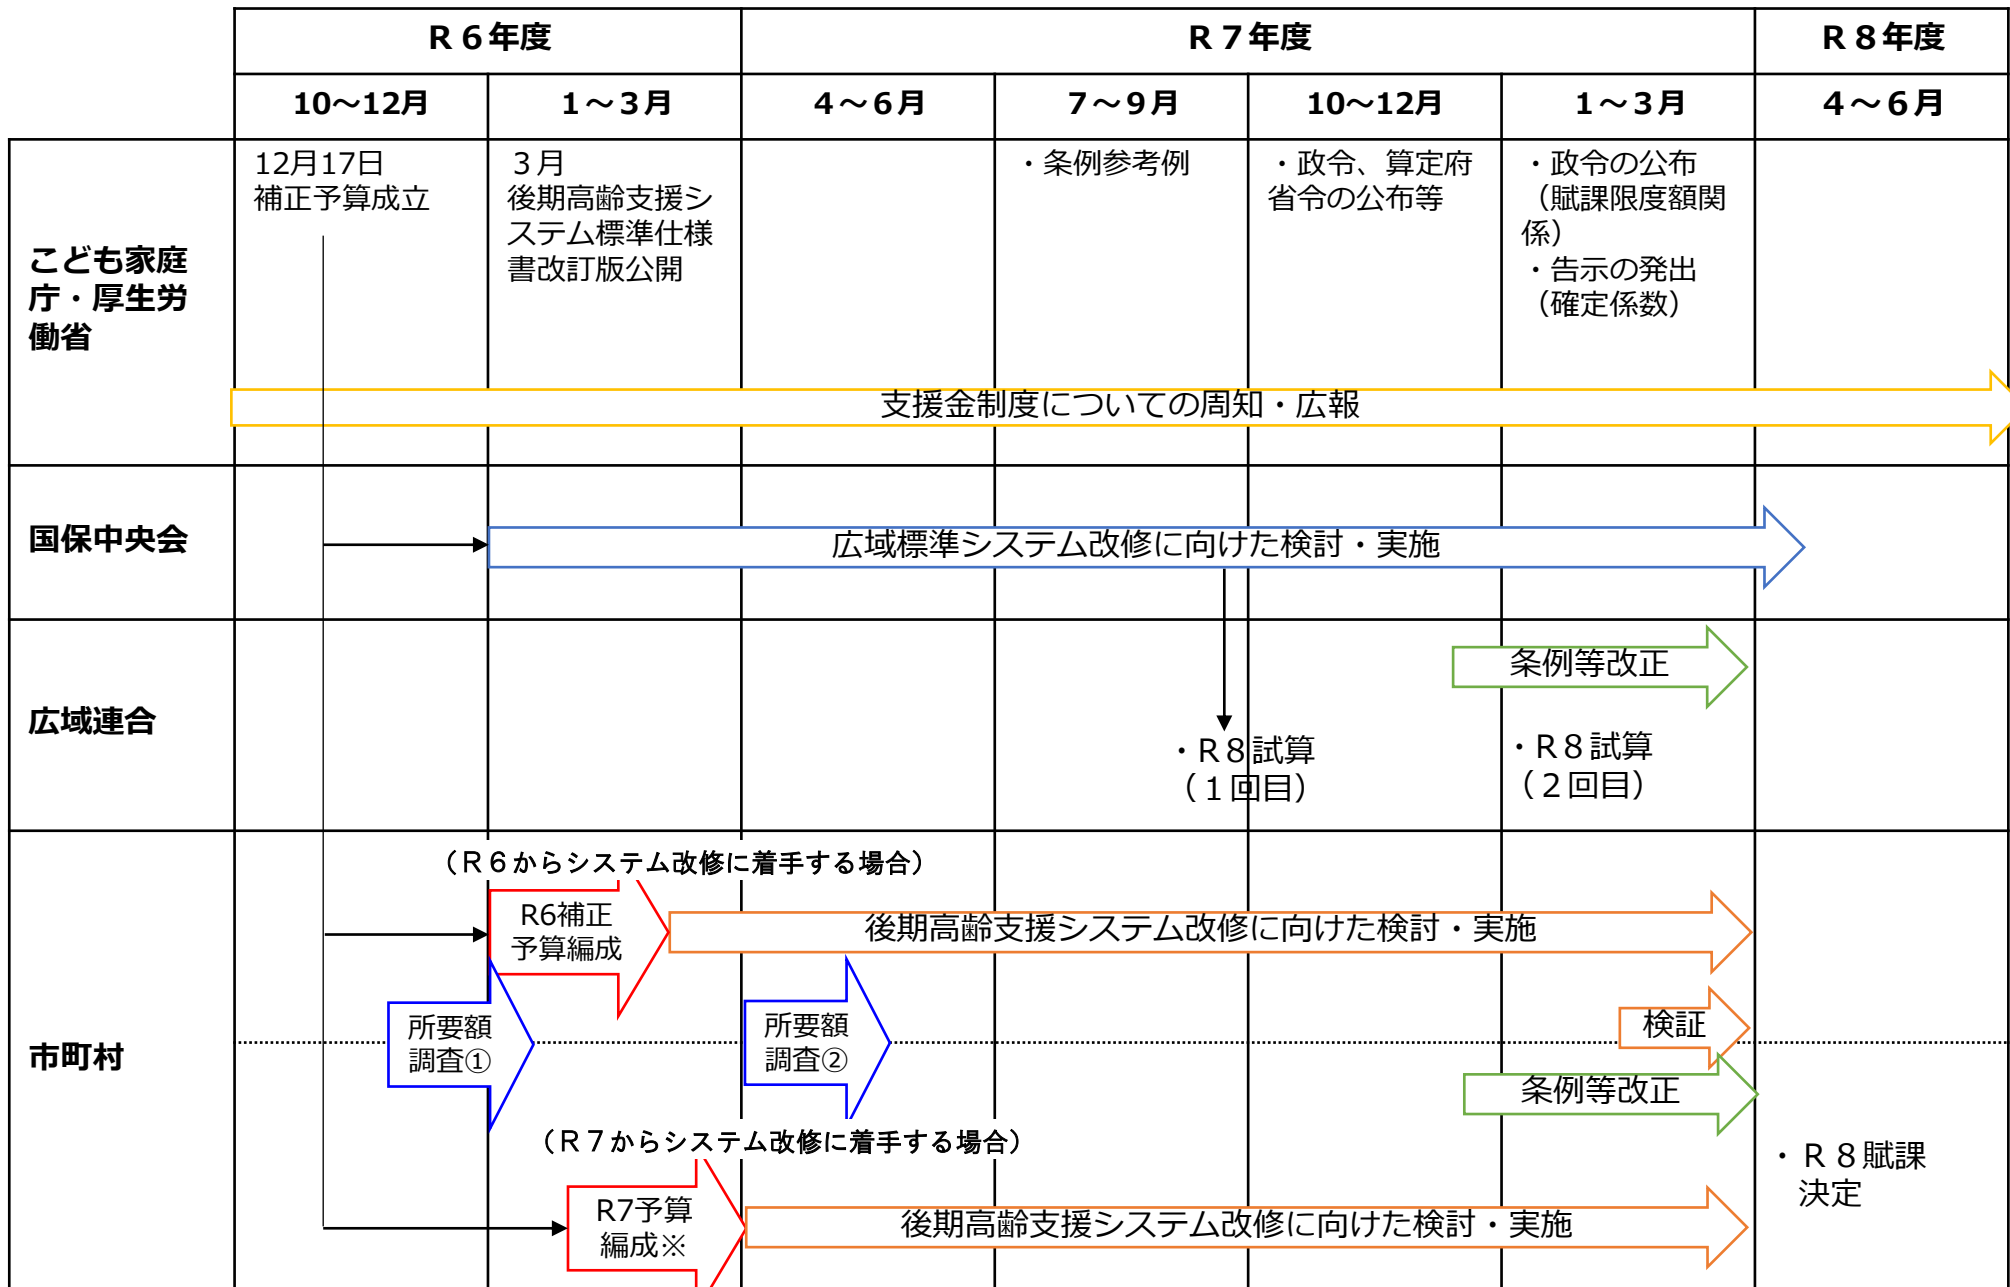 R６年度
R７年度
R８年度
10～12月
１～３月
４～６月
７～９月
10～12月
１～３月
４～６月
こども家庭
庁・厚生労
働省
12月17日
補正予算成立
３月
後期高齢支援シ
ステム標準仕様
書改訂版公開
・条例参考例
・政令、算定府
省令の公布等
・政令の公布
（賦課限度額関
係）
・告示の発出
（確定係数）
支援金制度についての周知・広報
国保中央会
広域標準システム改修に向けた検討・実施
広域連合
条例等改正
・R８試算
（１回目）
・R８試算
（２回目）
市町村
（R６からシステム改修に着手する場合）
R6補正
予算編成
後期高齢支援システム改修に向けた検討・実施
所要額
調査①
所要額
調査②
検証
条例等改正
（R７からシステム改修に着手する場合）
R7予算
編成※
後期高齢支援システム改修に向けた検討・実施
・R８賦課
決定